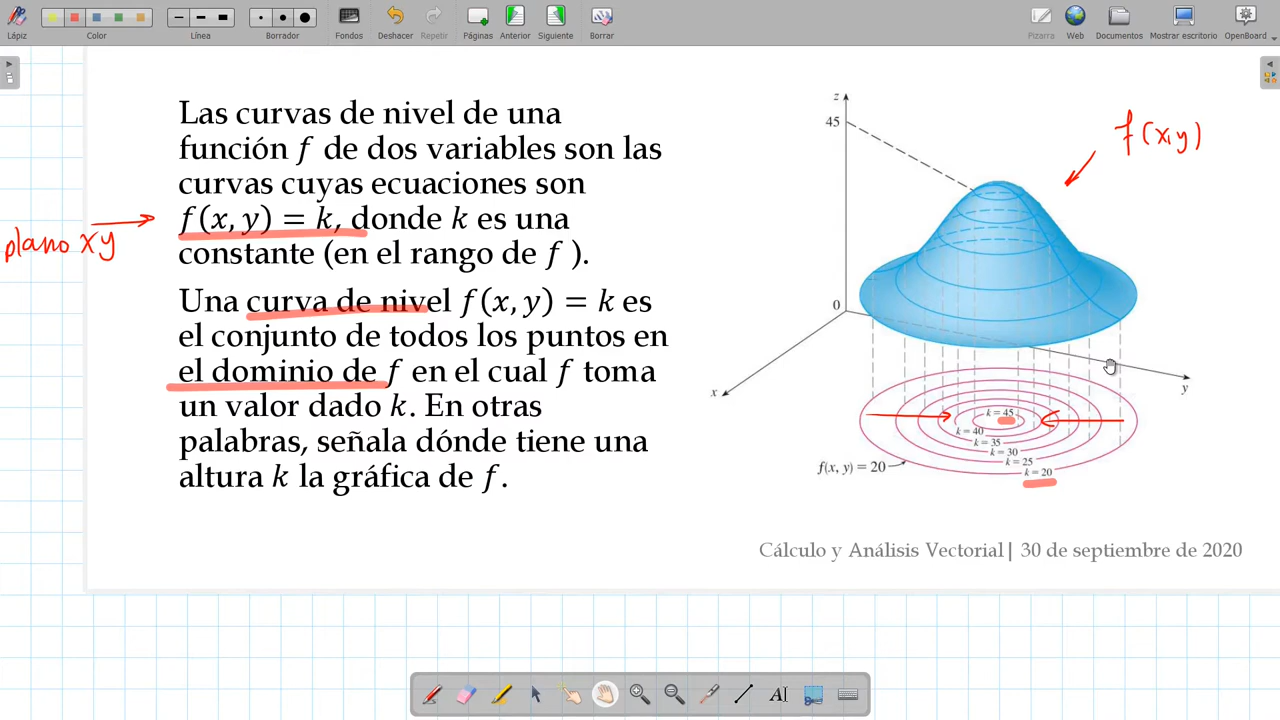 Lápiz
Color
Línea
Borrador
Fondos
Deshacer
Repetir
Páginas
Anterior
Siguiente
Borrar
Pizarra
Web
Documentos
Mostrar escritorio
OpenBoard
Las curvas de nivel de una
función f de dos variables son las
curvas cuyas ecuaciones son
f(x, y) = k, donde k es una
constante (en el rango de f ).
plano xy
Una curva de nivel f(x, y) = k es
el conjunto de todos los puntos en
el dominio de f en el cual f toma
un valor dado k. En otras
palabras, señala dónde tiene una
altura k la gráfica de f.
z
45
f(x,y)
0
x
y
k = 45
k = 40
k = 35
k = 30
k = 25
k = 20
f(x, y) = 20
Cálculo y Análisis Vectorial| 30 de septiembre de 2020
AI